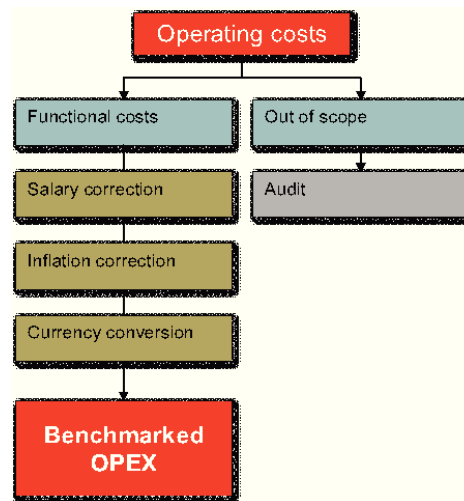 Operating costs
Functional costs
Out of scope
Salary correction
Audit
Inflation correction
Currency conversion
Benchmarked
OPEX